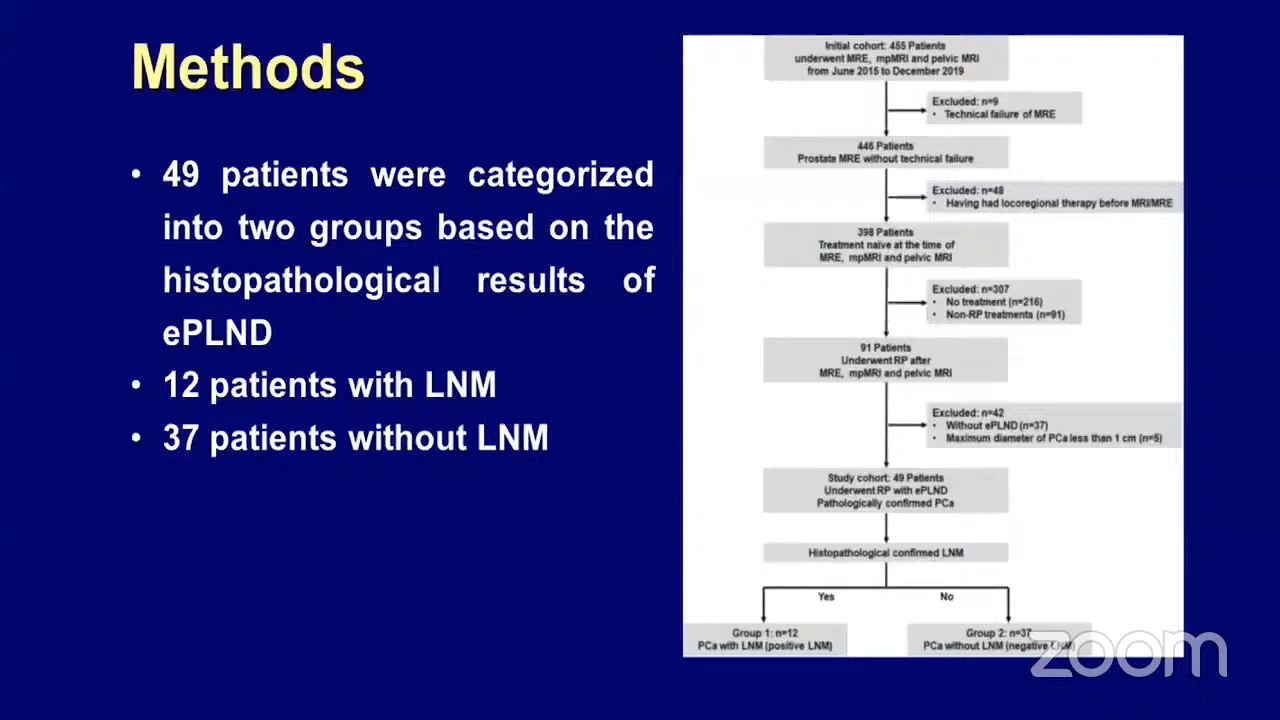 Methods
• 49 patients were categorized
into two groups based on the
histopathological results of
ePLND
• 12 patients with LNM
• 37 patients without LNM
Initial cohort: 455 Patients
underwent MRE, mpMRI and pelvic MRI
from June 2015 to December 2019
Excluded: n=9
• Technical failure of MRE
446 Patients
Prostate MRE without technical failure
Excluded: n=48
• Having had locoregional therapy before MRI/MRE
398 Patients
Treatment naïve at the time of
MRE, mpMRI and pelvic MRI
Excluded: n=307
• No treatment (n=216)
• Non-RP treatments (n=91)
91 Patients
Underwent RP after
MRE, mpMRI and pelvic MRI
Excluded: n=42
• Without ePLND (n=37)
• Maximum diameter of PCa less than 1 cm (n=5)
Study cohort: 49 Patients
Underwent RP with ePLND
Pathologically confirmed PCa
Histopathological confirmed LNM
Yes No
Group 1: n=12
PCa with LNM (positive LNM)
Group 2: n=37
PCa without LNM (negative LNM)
zoom